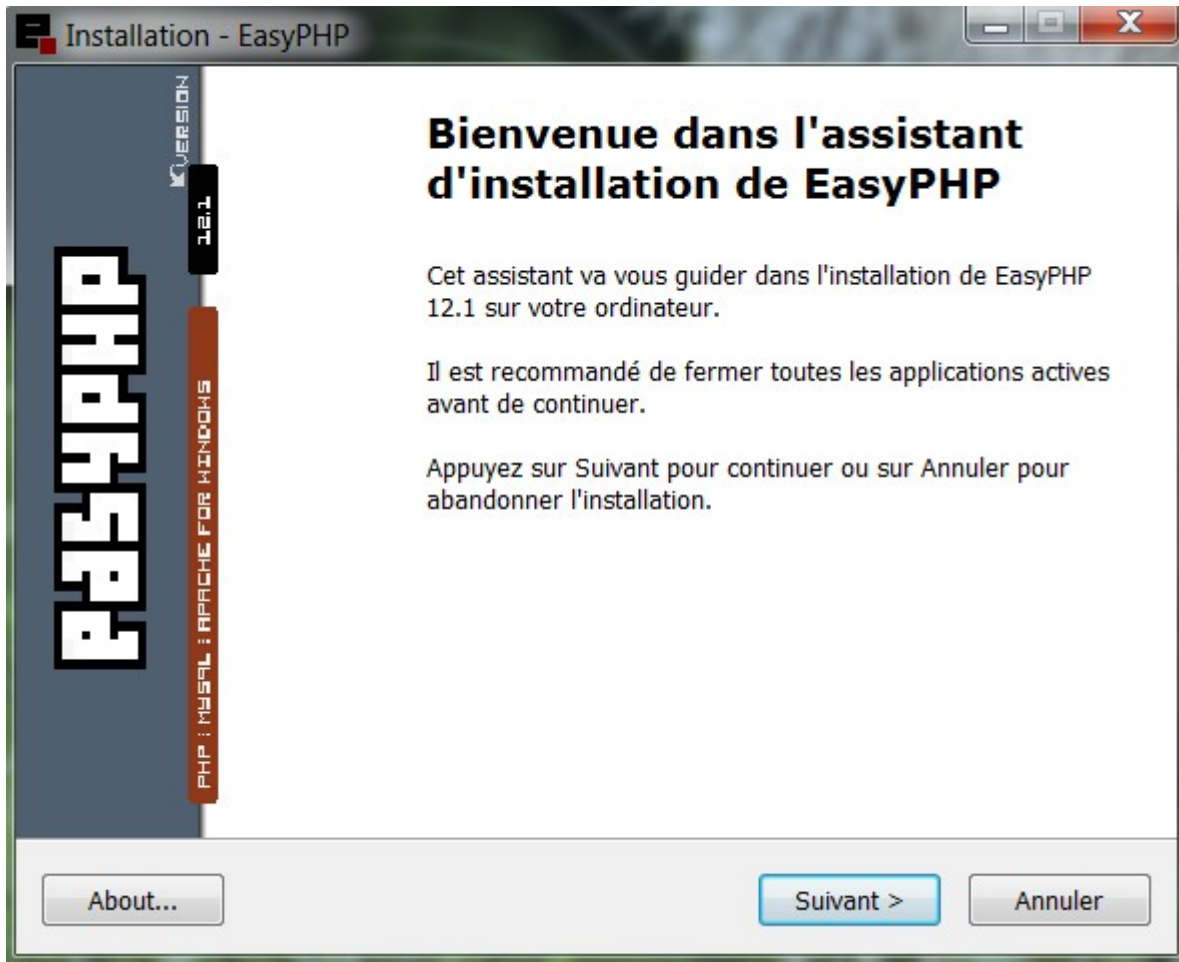 Installation - EasyPHP
VERSION
12.1
easyPHP
PHP : MYSQL : APACHE FOR WINDOWS
Bienvenue dans l'assistant
d'installation de EasyPHP
Cet assistant va vous guider dans l'installation de EasyPHP
12.1 sur votre ordinateur.
Il est recommandé de fermer toutes les applications actives
avant de continuer.
Appuyez sur Suivant pour continuer ou sur Annuler pour
abandonner l'installation.
About...
Suivant >
Annuler